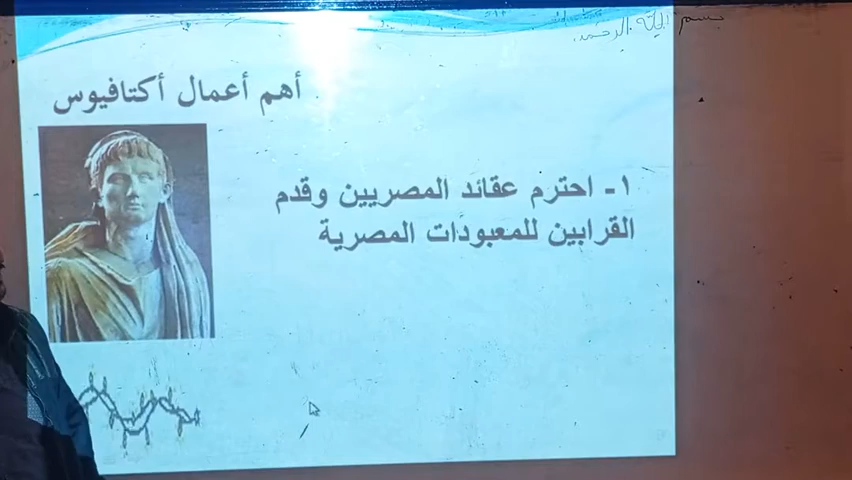 بسم الله الرحمن
أهم أعمال أكتافيوس
١- احترم عقائد المصريين وقدم
القرابين للمعبودات المصرية